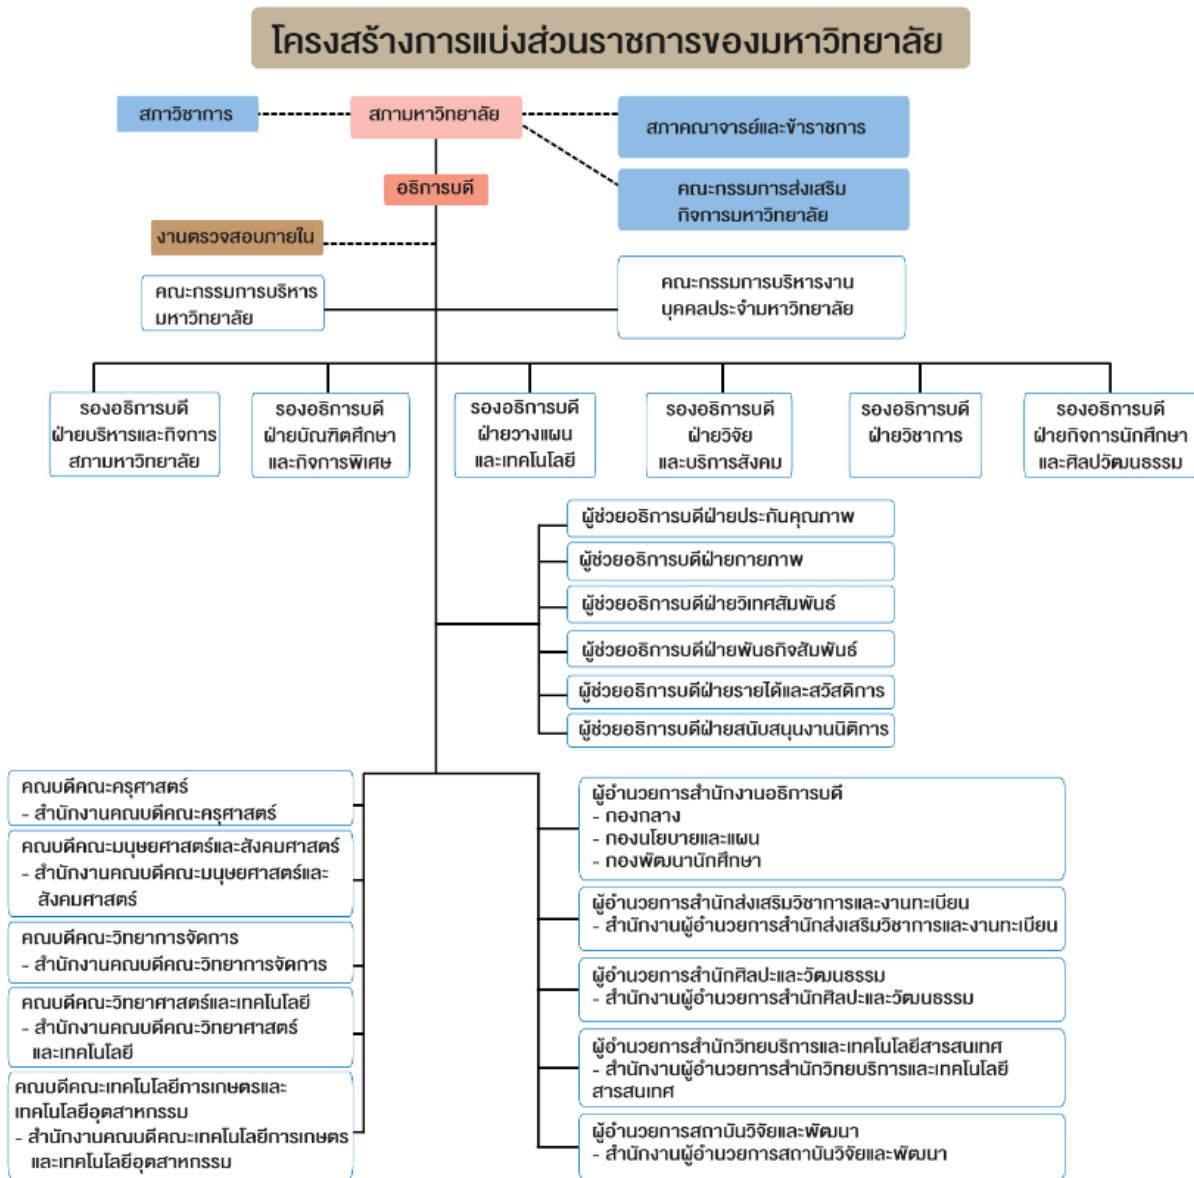 โครงสร้างการแบ่งส่วนราชการของมหาวิทยาลัย
สภาวิชาการ
สภามหาวิทยาลัย
สภาคณาจารย์และข้าราชการ
อธิการบดี
คณะกรรมการส่งเสริม
กิจการมหาวิทยาลัย
งานตรวจสอบภายใน
คณะกรรมการบริหาร
มหาวิทยาลัย
คณะกรรมการบริหารงาน
บุคคลประจำมหาวิทยาลัย
รองอธิการบดี
ฝ่ายบริหารและกิจการ
สภามหาวิทยาลัย
รองอธิการบดี
ฝ่ายบัณฑิตศึกษา
และกิจการพิเศษ
รองอธิการบดี
ฝ่ายวางแผน
และเทคโนโลยี
รองอธิการบดี
ฝ่ายวิจัย
และบริการสังคม
รองอธิการบดี
ฝ่ายวิชาการ
รองอธิการบดี
ฝ่ายกิจการนักศึกษา
และศิลปวัฒนธรรม
ผู้ช่วยอธิการบดีฝ่ายประกันคุณภาพ
ผู้ช่วยอธิการบดีฝ่ายกายภาพ
ผู้ช่วยอธิการบดีฝ่ายวิเทศสัมพันธ์
ผู้ช่วยอธิการบดีฝ่ายพันธกิจสัมพันธ์
ผู้ช่วยอธิการบดีฝ่ายรายได้และสวัสดิการ
ผู้ช่วยอธิการบดีฝ่ายสนับสนุนงานนิติการ
คณบดีคณะครุศาสตร์
- สำนักงานคณบดีคณะครุศาสตร์
คณบดีคณะมนุษยศาสตร์และสังคมศาสตร์
- สำนักงานคณบดีคณะมนุษยศาสตร์และ
สังคมศาสตร์
คณบดีคณะวิทยาการจัดการ
- สำนักงานคณบดีคณะวิทยาการจัดการ
คณบดีคณะวิทยาศาสตร์และเทคโนโลยี
- สำนักงานคณบดีคณะวิทยาศาสตร์
และเทคโนโลยี
คณบดีคณะเทคโนโลยีการเกษตรและ
เทคโนโลยีอุตสาหกรรม
- สำนักงานคณบดีคณะเทคโนโลยีการเกษตร
และเทคโนโลยีอุตสาหกรรม
ผู้อำนวยการสำนักงานอธิการบดี
- กองกลาง
- กองนโยบายและแผน
- กองพัฒนานักศึกษา
ผู้อำนวยการสำนักส่งเสริมวิชาการและงานทะเบียน
- สำนักงานผู้อำนวยการสำนักส่งเสริมวิชาการและงานทะเบียน
ผู้อำนวยการสำนักศิลปะและวัฒนธรรม
- สำนักงานผู้อำนวยการสำนักศิลปะและวัฒนธรรม
ผู้อำนวยการสำนักวิทยบริการและเทคโนโลยีสารสนเทศ
- สำนักงานผู้อำนวยการสำนักวิทยบริการและเทคโนโลยี
สารสนเทศ
ผู้อำนวยการสถาบันวิจัยและพัฒนา
- สำนักงานผู้อำนวยการสถาบันวิจัยและพัฒนา